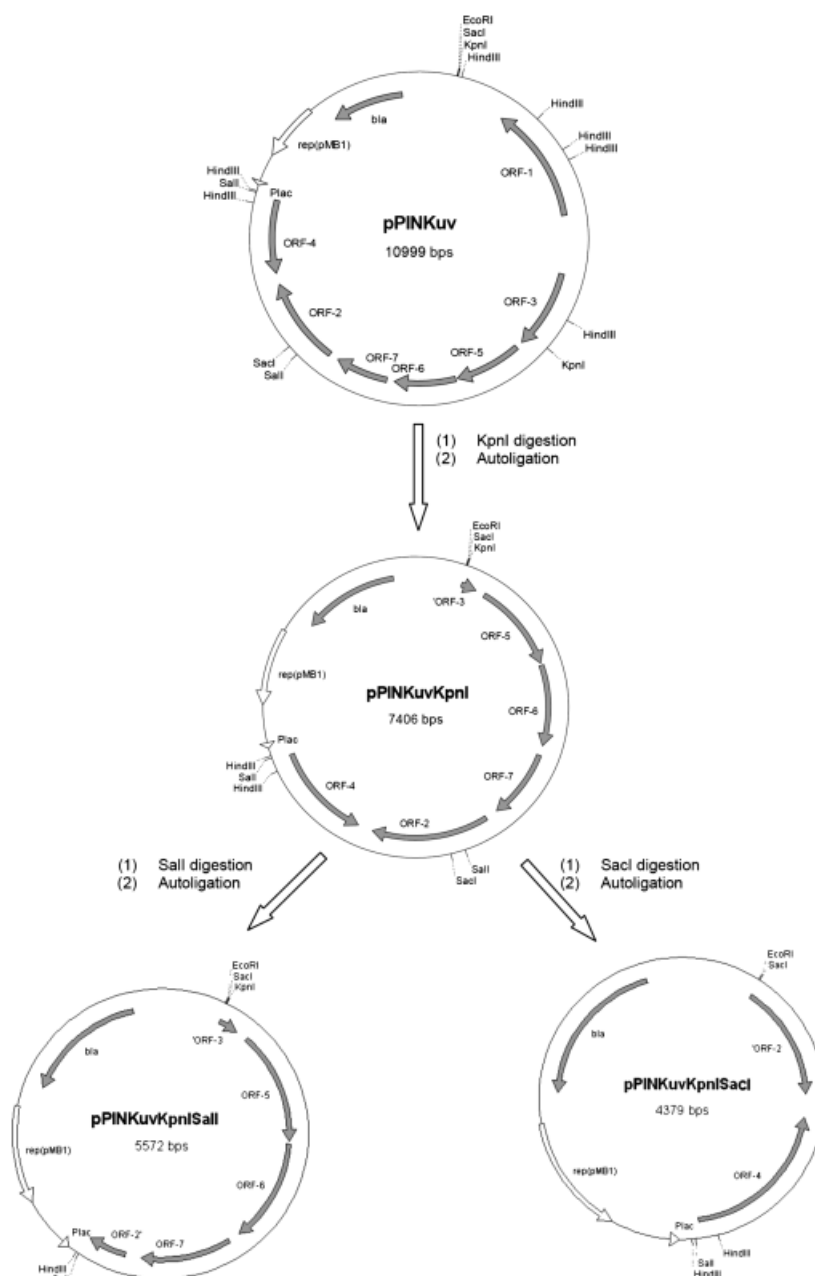 EcoRI
SacI
KpnI
HindIII
HindIII
HindIII
HindIII
bla
rep(pMB1)
ORF-1
HindIII
SalI
HindIII
Plac
pPINKuv
10999 bps
ORF-4
ORF-3
ORF-2
HindIII
ORF-7
ORF-5
ORF-6
KpnI
SacI
SalI
(1) KpnI digestion
(2) Autoligation
EcoRI
SacI
KpnI
'ORF-3
bla
ORF-5
rep(pMB1)
pPINKuvKpnI
7406 bps
ORF-6
Plac
HindIII
SalI
HindIII
ORF-4
ORF-7
ORF-2
SalI
SacI
(1) SalI digestion
(2) Autoligation
(1) SacI digestion
(2) Autoligation
EcoRI
SacI
KpnI
'ORF-3
bla
ORF-5
pPINKuvKpnISalI
5572 bps
rep(pMB1)
ORF-6
Plac
ORF-2'
ORF-7
HindIII
EcoRI
SacI
bla
'ORF-2
pPINKuvKpnISacI
4379 bps
rep(pMB1)
ORF-4
Plac
HindIII
SalI
HindIII